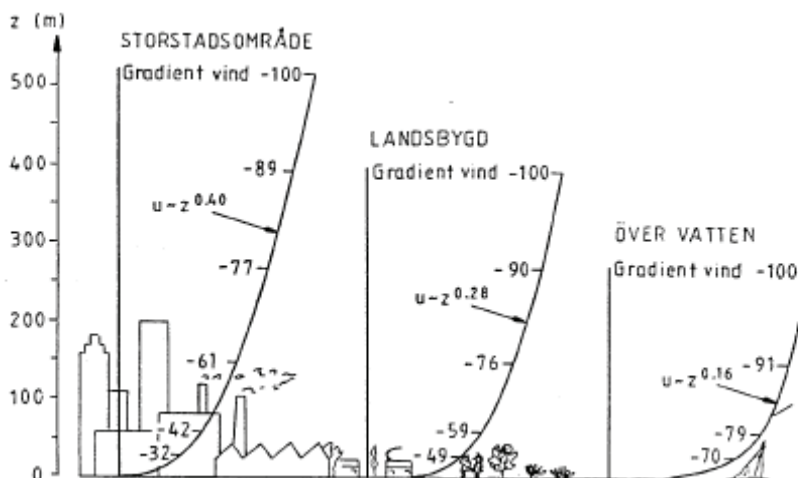 z (m)
500
400
300
200
100
0
STORSTADSOMRÅDE
Gradient vind -100
-89
u~z^0.40
-77
-61
-42
-32
LANDSBYGD
Gradient vind -100
-90
u~z^0.28
-76
-59
-49
ÖVER VATTEN
Gradient vind -100
-91
u~z^0.16
-79
-70